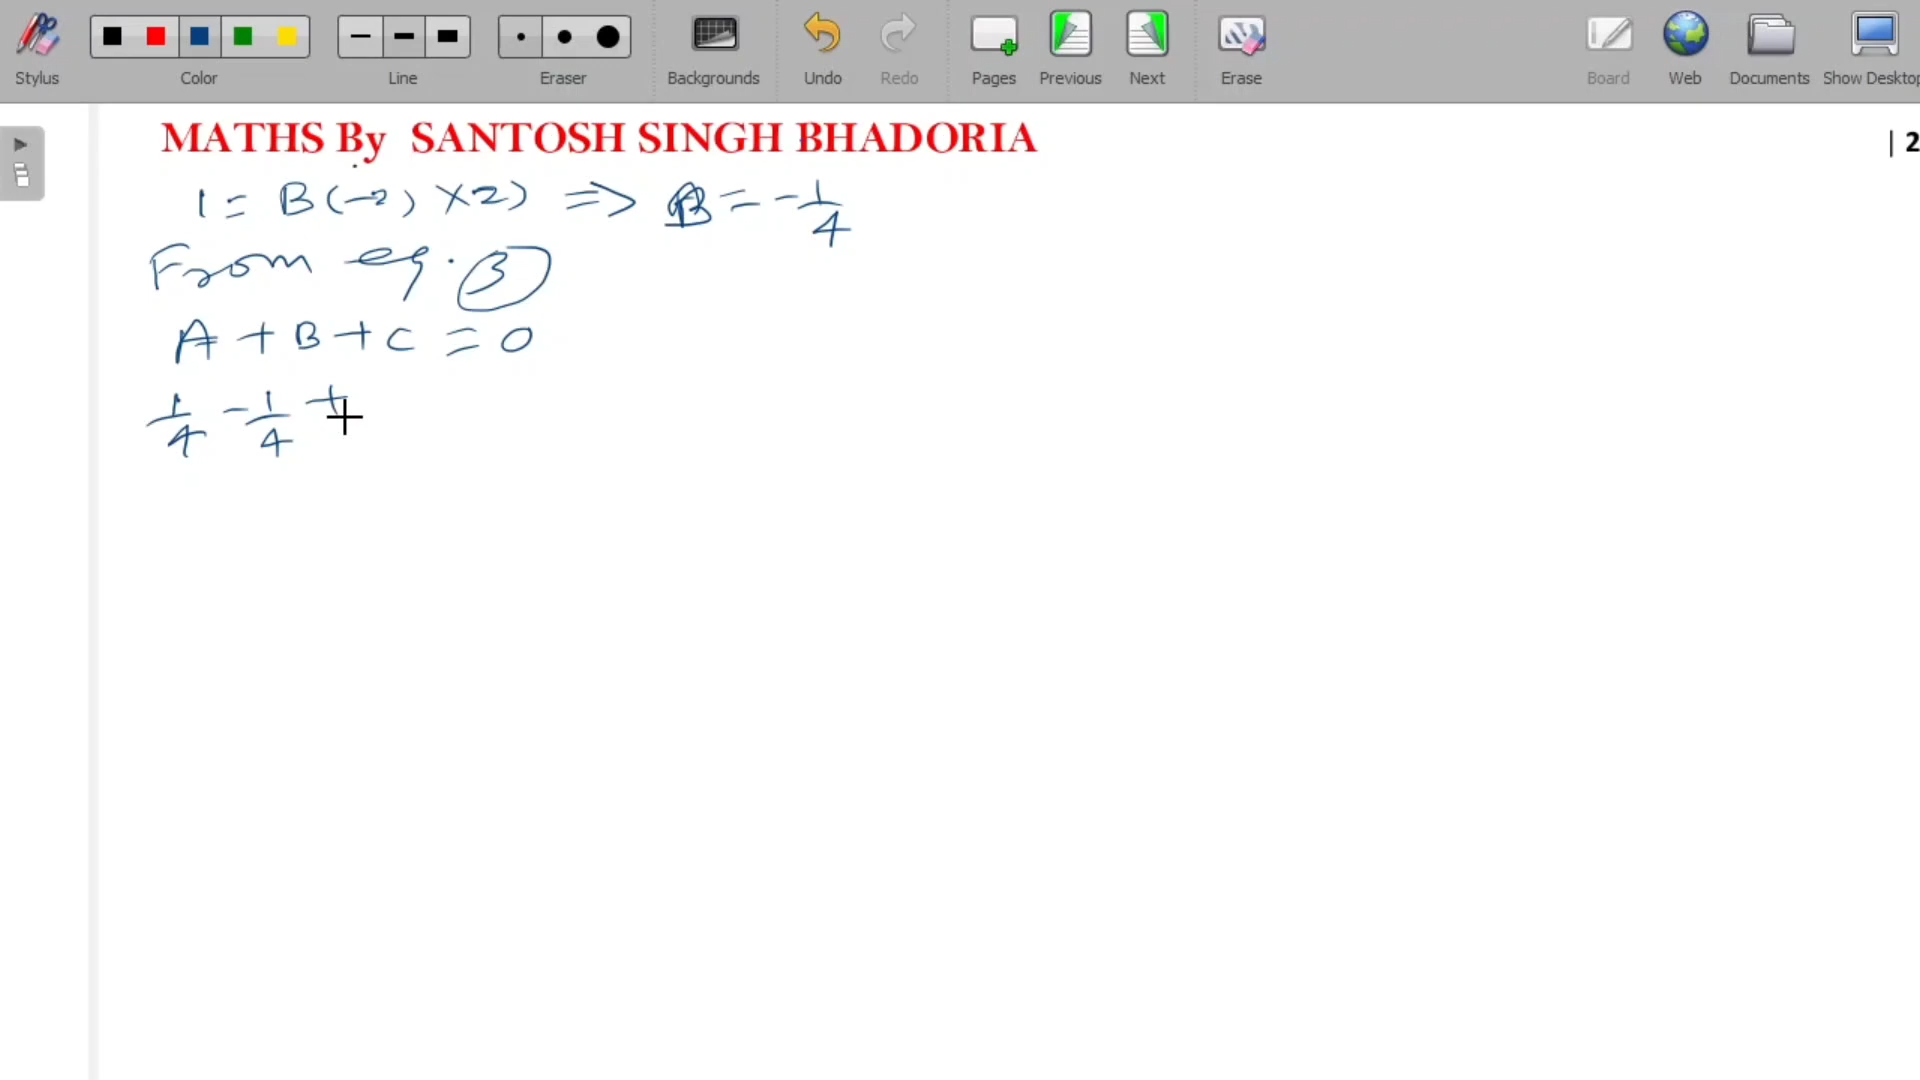 Stylus Color Line Eraser Backgrounds Undo Redo Pages Previous Next Erase Board Web Documents Show Desktop
MATHS By SANTOSH SINGH BHADORIA | 2
1 = B(-2) × 2) => B = -1/4
From eq. 3
A + B + C = 0
1/4 - 1/4 +